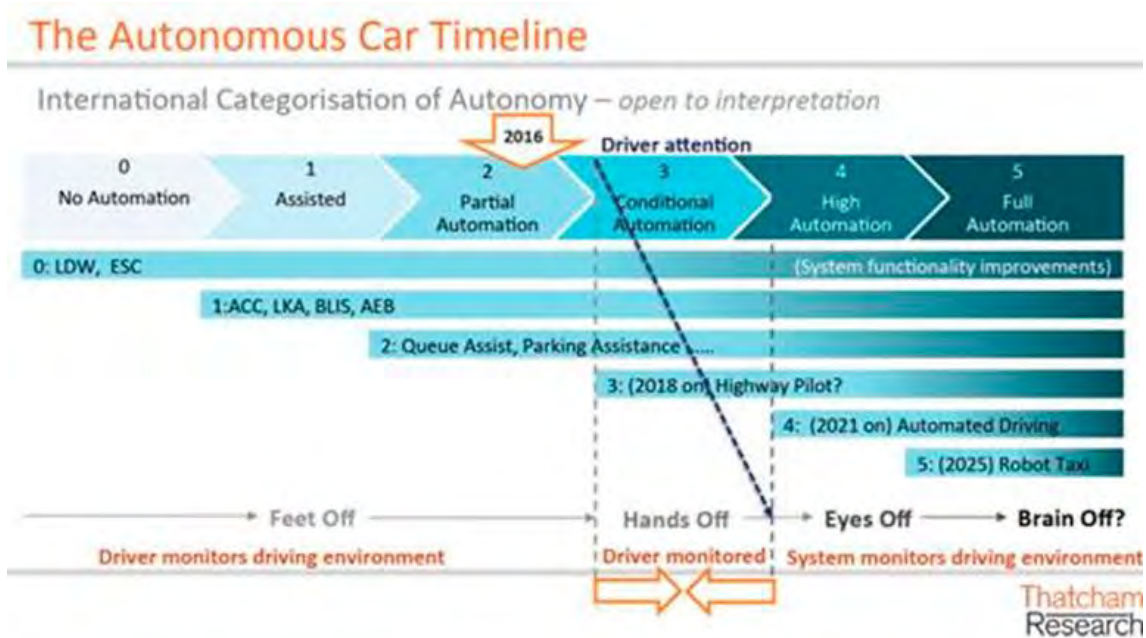 The Autonomous Car Timeline
International Categorisation of Autonomy – open to interpretation
2016
Driver attention
0
No Automation
1
Assisted
2
Partial
Automation
3
Conditional
Automation
4
High
Automation
5
Full
Automation
0: LDW, ESC
(System functionality improvements)
1:ACC, LKA, BLIS, AEB
2: Queue Assist, Parking Assistance .....
3: (2018 on) Highway Pilot?
4: (2021 on) Automated Driving
5: (2025) Robot Taxi
Feet Off
Hands Off
Eyes Off
Brain Off?
Driver monitors driving environment
Driver monitored
System monitors driving environment
Thatcham
Research